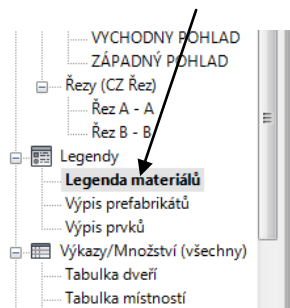 VÝCHODNÝ POHLAD
ZÁPADNÝ POHLAD
Řezy (CZ Řez)
Řez A - A
Řez B - B
Legendy
Legenda materiálů
Výpis prefabrikátů
Výpis prvků
Výkazy/Množství (všechny)
Tabulka dveří
Tabulka místností